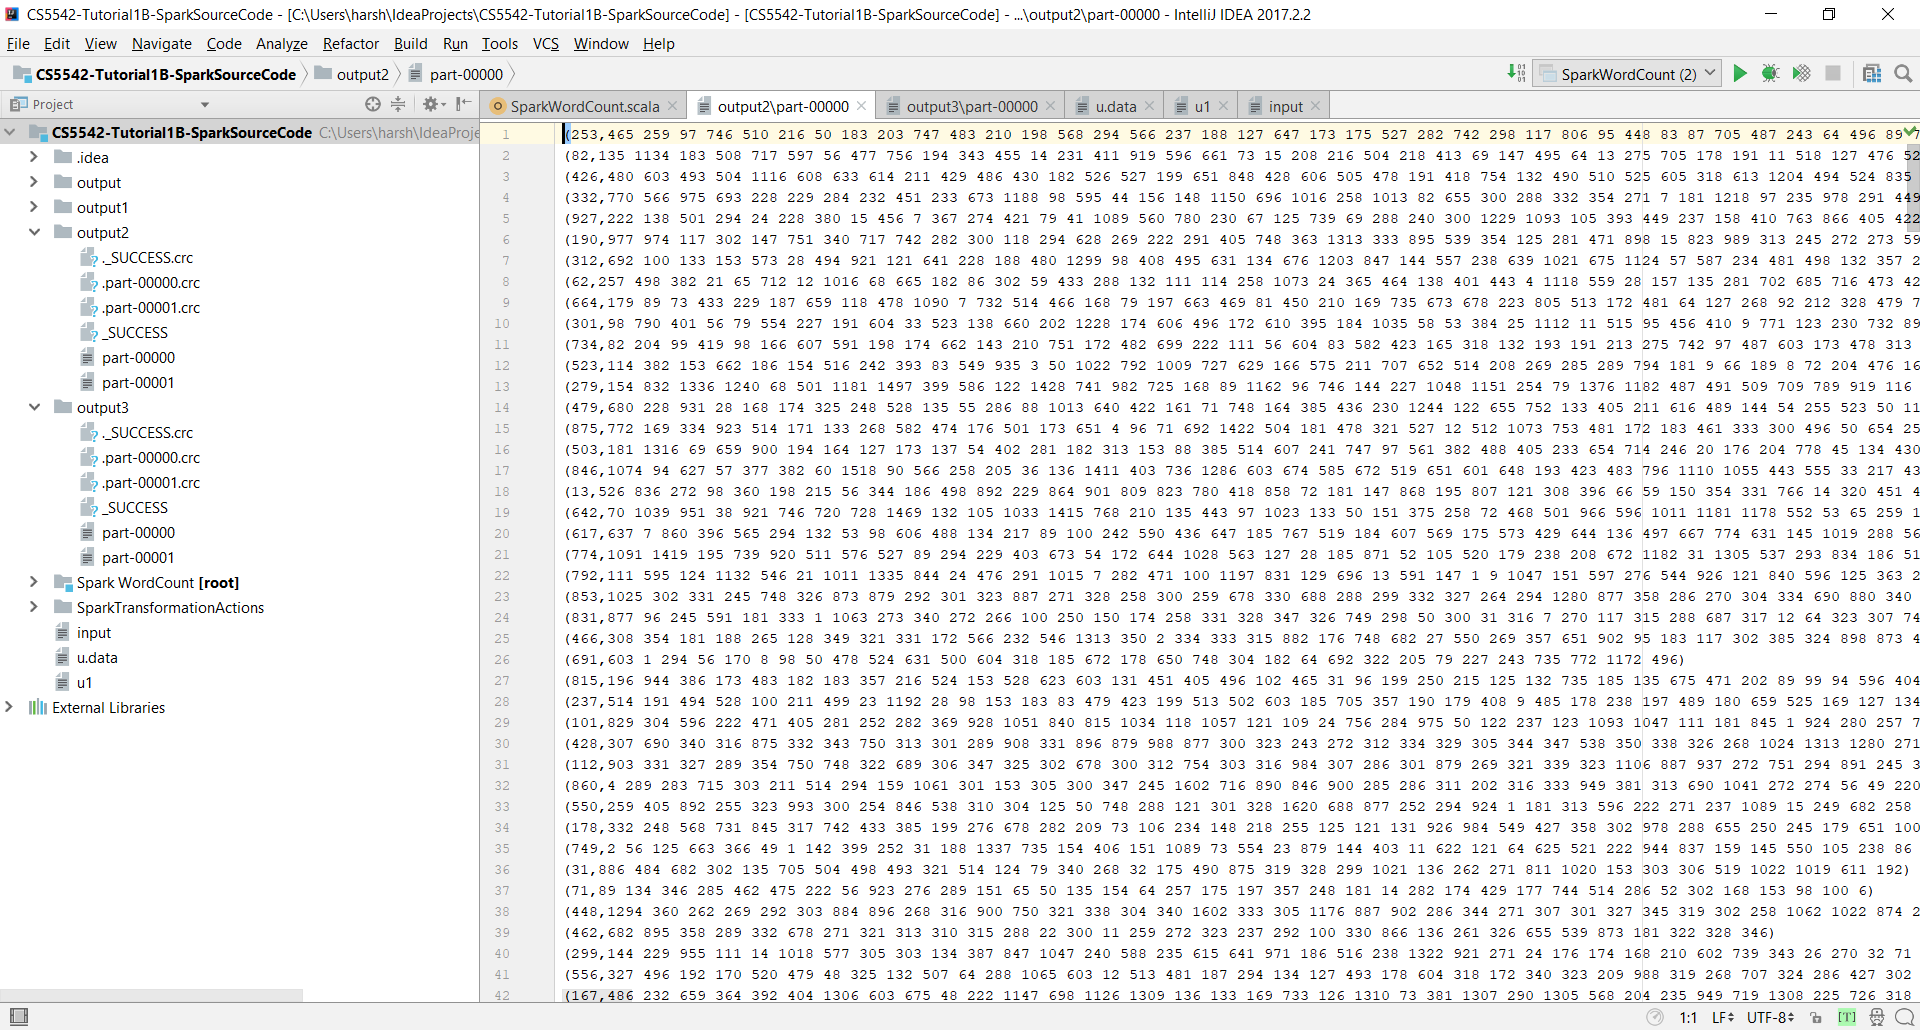 CS5542-Tutorial1B-SparkSourceCode - [C:\Users\harsh\IdeaProjects\CS5542-Tutorial1B-SparkSourceCode] - [CS5542-Tutorial1B-SparkSourceCode] - ...\output2\part-00000 - IntelliJ IDEA 2017.2.2
File Edit View Navigate Code Analyze Refactor Build Run Tools VCS Window Help
CS5542-Tutorial1B-SparkSourceCode output2 part-00000 SparkWordCount (2)
Project SparkWordCount.scala output2\part-00000 output3\part-00000 u.data u1 input
CS5542-Tutorial1B-SparkSourceCode C:\Users\harsh\IdeaProje
.idea
output
output1
output2
._SUCCESS.crc
.part-00000.crc
.part-00001.crc
_SUCCESS
part-00000
part-00001
output3
._SUCCESS.crc
.part-00000.crc
.part-00001.crc
_SUCCESS
part-00000
part-00001
Spark WordCount [root]
SparkTransformationActions
input
u.data
u1
External Libraries
1 (253,465 259 97 746 510 216 50 183 203 747 483 210 198 568 294 566 237 188 127 647 173 175 527 282 742 298 117 806 95 448 83 87 705 487 243 64 496 89
2 (82,135 1134 183 508 717 597 56 477 756 194 343 455 14 231 411 919 596 661 73 15 208 216 504 218 413 69 147 495 64 13 275 705 178 191 11 518 127 476 52
3 (426,480 603 493 504 1116 608 633 614 211 429 486 430 182 526 527 199 651 848 428 606 505 478 191 418 754 132 490 510 525 605 318 613 1204 494 524 835
4 (332,770 566 975 693 228 229 284 232 451 233 673 1188 98 595 44 156 148 1150 696 1016 258 1013 82 655 300 288 332 354 271 7 181 1218 97 235 978 291 449
5 (927,222 138 501 294 24 228 380 15 456 7 367 274 421 79 41 1089 560 780 230 67 125 739 69 288 240 300 1229 1093 105 393 449 237 158 410 763 866 405 422
6 (190,977 974 117 302 147 751 340 717 742 282 300 118 294 628 269 222 291 405 748 363 1313 333 895 539 354 125 281 471 898 15 823 989 313 245 272 273 59
7 (312,692 100 133 153 573 28 494 921 121 641 228 188 480 1299 98 408 495 631 134 676 1203 847 144 557 238 639 1021 675 1124 57 587 234 481 498 132 357 2
8 (62,257 498 382 21 65 712 12 1016 68 665 182 86 302 59 433 288 132 111 114 258 1073 24 365 464 138 401 443 4 1118 559 28 157 135 281 702 685 716 473 42
9 (664,179 89 73 433 229 187 659 118 478 1090 7 732 514 466 168 79 197 663 469 81 450 210 169 735 673 678 223 805 513 172 481 64 127 268 92 212 328 479 7
10 (301,98 790 401 56 79 554 227 191 604 33 523 138 660 202 1228 174 606 496 172 610 395 184 1035 58 53 384 25 1112 11 515 95 456 410 9 771 123 230 732 89
11 (734,82 204 99 419 98 166 607 591 198 174 662 143 210 751 172 482 699 222 111 56 604 83 582 423 165 318 132 193 191 213 275 742 97 487 603 173 478 313
12 (523,114 382 153 662 186 154 516 242 393 83 549 935 3 50 1022 792 1009 727 629 166 575 211 707 652 514 208 269 285 289 794 181 9 66 189 8 72 204 476 16
13 (279,154 832 1336 1240 68 501 1181 1497 399 586 122 1428 741 982 725 168 89 1162 96 746 144 227 1048 1151 254 79 1376 1182 487 491 509 709 789 919 116
14 (479,680 228 931 28 168 174 325 248 528 135 55 286 88 1013 640 422 161 71 748 164 385 436 230 1244 122 655 752 133 405 211 616 489 144 54 255 523 50 11
15 (875,772 169 334 923 514 171 133 268 582 474 176 501 173 651 4 96 71 692 1422 504 181 478 321 527 12 512 1073 753 481 172 183 461 333 300 496 50 654 25
16 (503,181 1316 69 659 900 194 164 127 173 137 54 402 281 182 313 153 88 385 514 607 241 747 97 561 382 488 405 233 654 714 246 20 176 204 778 45 134 430
17 (846,1074 94 627 57 377 382 60 1518 90 566 258 205 36 136 1411 403 736 1286 603 674 585 672 519 651 601 648 193 423 483 796 1110 1055 443 555 33 217 43
18 (13,526 836 272 98 360 198 215 56 344 186 498 892 229 864 901 809 823 780 418 858 72 181 147 868 195 807 121 308 396 66 59 150 354 331 766 14 320 451 4
19 (642,70 1039 951 38 921 746 720 728 1469 132 105 1033 1415 768 210 135 443 97 1023 133 50 151 375 258 72 468 501 966 596 1011 1181 1178 552 53 65 259 1
20 (617,637 7 860 396 565 294 132 53 98 606 488 134 217 89 100 242 590 436 647 185 767 519 184 607 569 175 573 429 644 136 497 667 774 631 145 1019 288 56
21 (774,1091 1419 195 739 920 511 576 527 89 294 229 403 673 54 172 644 1028 563 127 28 185 871 52 105 520 179 238 208 672 1182 31 1305 537 293 834 186 51
22 (792,111 595 124 1132 546 21 1011 1335 844 24 476 291 1015 7 282 471 100 1197 831 129 696 13 591 147 1 9 1047 151 597 276 544 926 121 840 596 125 363 2
23 (853,1025 302 331 245 748 326 873 879 292 301 323 887 271 328 258 300 259 678 330 688 288 299 332 327 264 294 1280 877 358 286 270 304 334 690 880 340
24 (831,877 96 245 591 181 333 1 1063 273 340 272 266 100 250 150 174 258 331 328 347 326 749 298 50 300 31 316 7 270 117 315 288 687 317 12 64 323 307 74
25 (466,308 354 181 188 265 128 349 321 331 172 566 232 546 1313 350 2 334 333 315 882 176 748 682 27 550 269 357 651 902 95 183 117 302 385 324 898 873 4
26 (691,603 1 294 56 170 8 98 50 478 524 631 500 604 318 185 672 178 650 748 304 182 64 692 322 205 79 227 243 735 772 1172 496)
27 (815,196 944 386 173 483 182 183 357 216 524 153 528 623 603 131 451 405 496 102 465 31 96 199 250 215 125 132 735 185 135 675 471 202 89 99 94 596 404
28 (237,514 191 494 528 100 211 499 23 1192 28 98 153 183 83 479 423 199 513 502 603 185 705 357 190 179 408 9 485 178 238 197 489 180 659 525 169 127 134
29 (101,829 304 596 222 471 405 281 252 282 369 928 1051 840 815 1034 118 1057 121 109 24 756 284 975 50 122 237 123 1093 1047 111 181 845 1 924 280 257 7
30 (428,307 690 340 316 875 332 343 750 313 301 289 908 331 896 879 988 877 300 323 243 272 312 334 329 305 344 347 538 350 338 326 268 1024 1313 1280 271
31 (112,903 331 327 289 354 750 748 322 689 306 347 325 302 678 300 312 754 303 316 984 307 286 301 879 269 321 339 323 1106 887 937 272 751 294 891 245 3
32 (860,4 289 283 715 303 211 514 294 159 1061 301 153 305 300 347 245 1602 716 890 846 900 285 286 311 202 316 333 949 381 313 690 1041 272 274 56 49 220
33 (550,259 405 892 255 323 993 300 254 846 538 310 304 125 50 748 288 121 301 328 1620 688 877 252 294 924 1 181 313 596 222 271 237 1089 15 249 682 258
34 (178,332 248 568 731 845 317 742 433 385 199 276 678 282 209 73 106 234 148 218 255 125 121 131 926 984 549 427 358 302 978 288 655 250 245 179 651 100
35 (749,2 56 125 663 366 49 1 142 399 252 31 188 1337 735 154 406 151 1089 73 554 23 879 144 403 11 622 121 64 625 521 222 944 837 159 145 550 105 238 86
36 (31,886 484 682 302 135 705 504 498 493 321 514 124 79 340 268 32 175 490 875 319 328 299 1021 136 262 271 811 1020 153 303 306 519 1022 1019 611 192)
37 (71,89 134 346 285 462 475 222 56 923 276 289 151 65 50 135 154 64 257 175 197 357 248 181 14 282 174 429 177 744 514 286 52 302 168 153 98 100 6)
38 (448,1294 360 262 269 292 303 884 896 268 316 900 750 321 338 304 340 1602 333 305 1176 887 902 286 344 271 307 301 327 345 319 302 258 1062 1022 874 2
39 (462,682 895 358 289 332 678 271 321 313 310 315 288 22 300 11 259 272 323 237 292 100 330 866 136 261 326 655 539 873 181 322 328 346)
40 (299,144 229 955 111 14 1018 577 305 303 134 387 847 1047 240 588 235 615 641 971 186 516 238 1322 921 271 24 176 174 168 210 602 739 343 26 270 32 71
41 (556,327 496 192 170 520 479 48 325 132 507 64 288 1065 603 12 513 481 187 294 134 127 493 178 604 318 172 340 323 209 988 319 268 707 324 286 427 302
42 (167,486 232 659 364 392 404 1306 603 675 48 222 1147 698 1126 1309 136 133 169 733 126 1310 73 381 1307 290 1305 568 204 235 949 719 1308 225 726 318
1:1 LF UTF-8 [T]